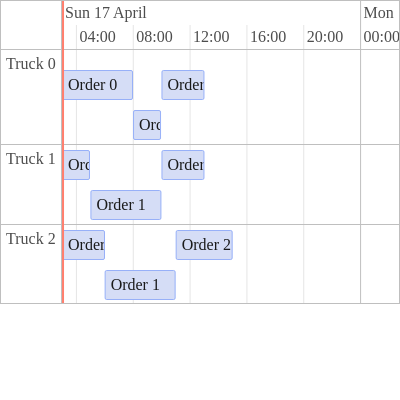 Sun 17 April
Mon
04:00 08:00 12:00 16:00 20:00 00:00
Truck 0
Order 0 Order
Ord
Truck 1
Ord Order
Order 1
Truck 2
Order Order 2
Order 1